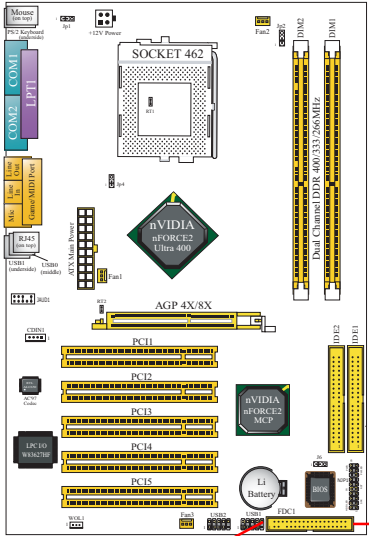 Mouse
(on top)
PS/2 Keyboard
(underside)
Jp1
+12V Power
Fan2
Jp2
DIM2
DIM1
COM1
COM2
LPT1
SOCKET 462
RT1
Dual Channel DDR 400/333/266MHz
Line
Out
Line
In
Mic
Game/MIDI Port
Jp4
RJ45
(on top)
USB1
(underside)
USB0
(middle)
ATX Main Power
Fan1
nVIDIA
nFORCE2
Ultra 400
JAUD1
RT2
AGP 4X/8X
CDIN1
PCI1
IDE2
IDE1
PCI2
AC'97
Codec
PCI3
nVIDIA
nFORCE2
MCP
LPC I/O
W83627HF
PCI4
J6
Li
Battery
BIOS
PCI5
WOL1
Fan3
USB2
USB1
FDC1